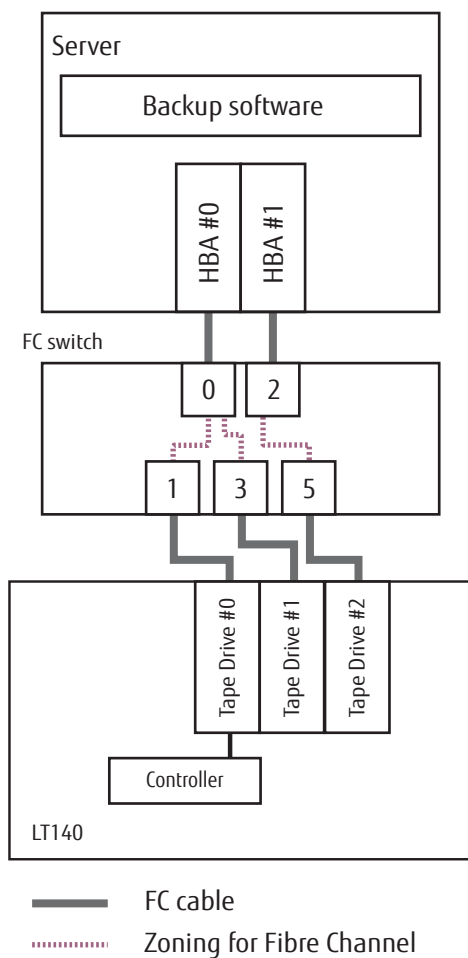 Server
Backup software
HBA #0
HBA #1
FC switch
0
2
1
3
5
Tape Drive #0
Tape Drive #1
Tape Drive #2
Controller
LT140
FC cable
Zoning for Fibre Channel